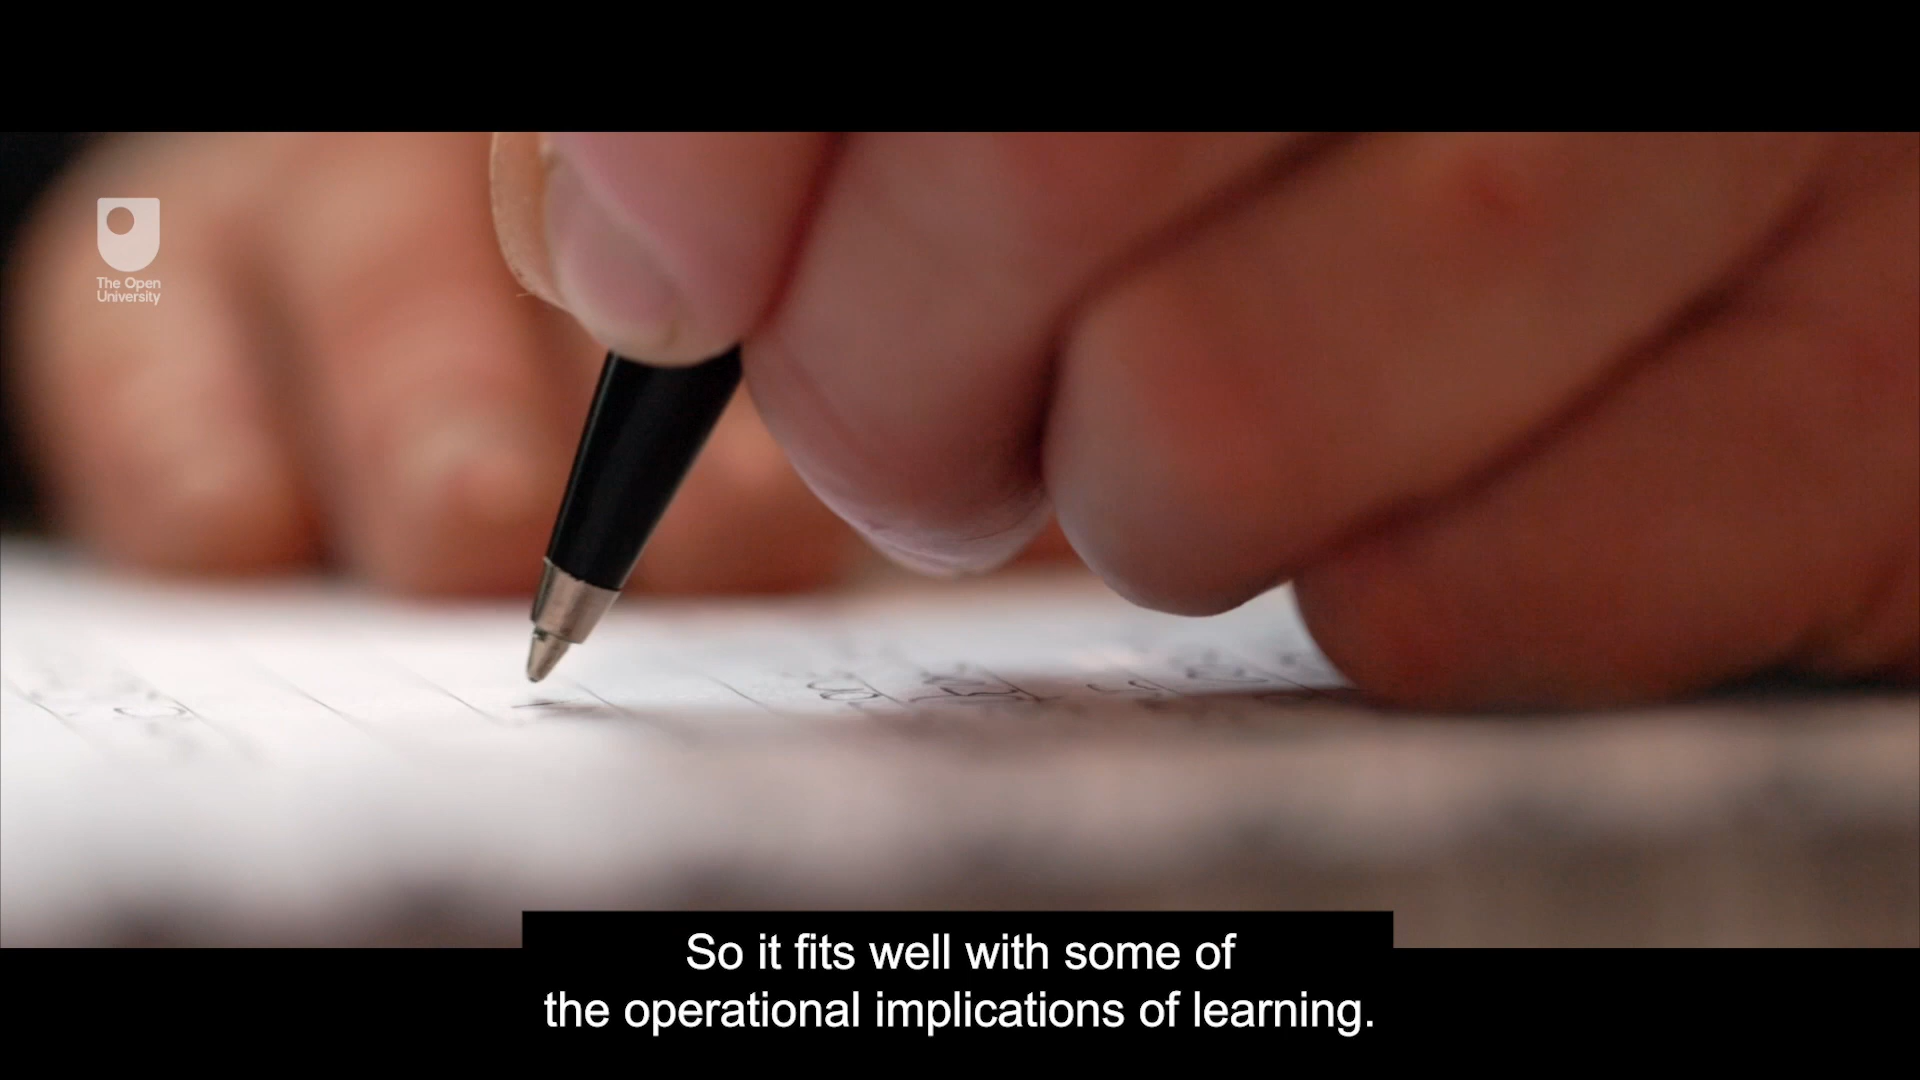 The Open
University
So it fits well with some of
the operational implications of learning.